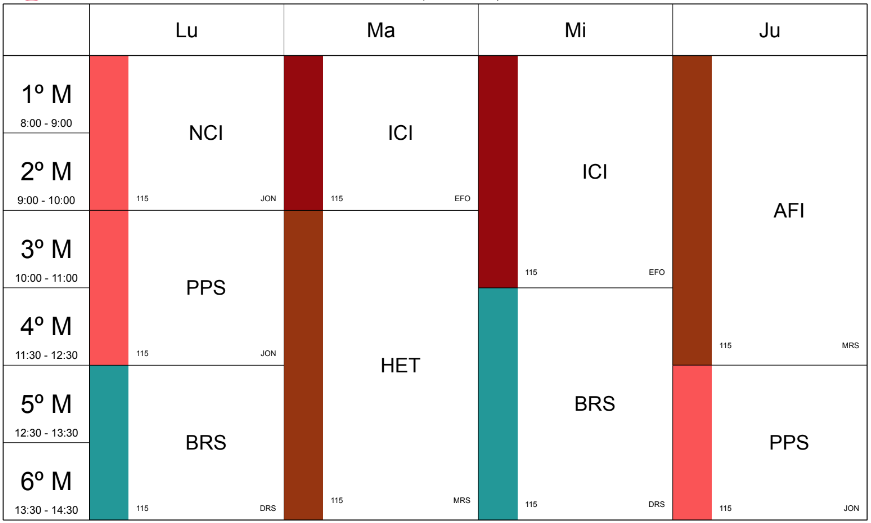 Lu Ma Mi Ju
1º M
8:00 - 9:00
2º M
9:00 - 10:00
3º M
10:00 - 11:00
4º M
11:30 - 12:30
5º M
12:30 - 13:30
6º M
13:30 - 14:30
NCI
115 JON
PPS
115 JON
BRS
115 DRS
ICI
115 EFO
HET
115 MRS
ICI
115 EFO
BRS
115 DRS
AFI
115 MRS
PPS
115 JON